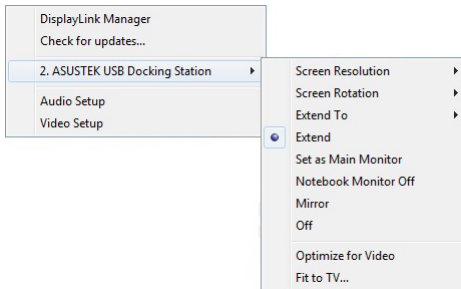 DisplayLink Manager
Check for updates...
2. ASUSTEK USB Docking Station
Audio Setup
Video Setup
Screen Resolution
Screen Rotation
Extend To
Extend
Set as Main Monitor
Notebook Monitor Off
Mirror
Off
Optimize for Video
Fit to TV...